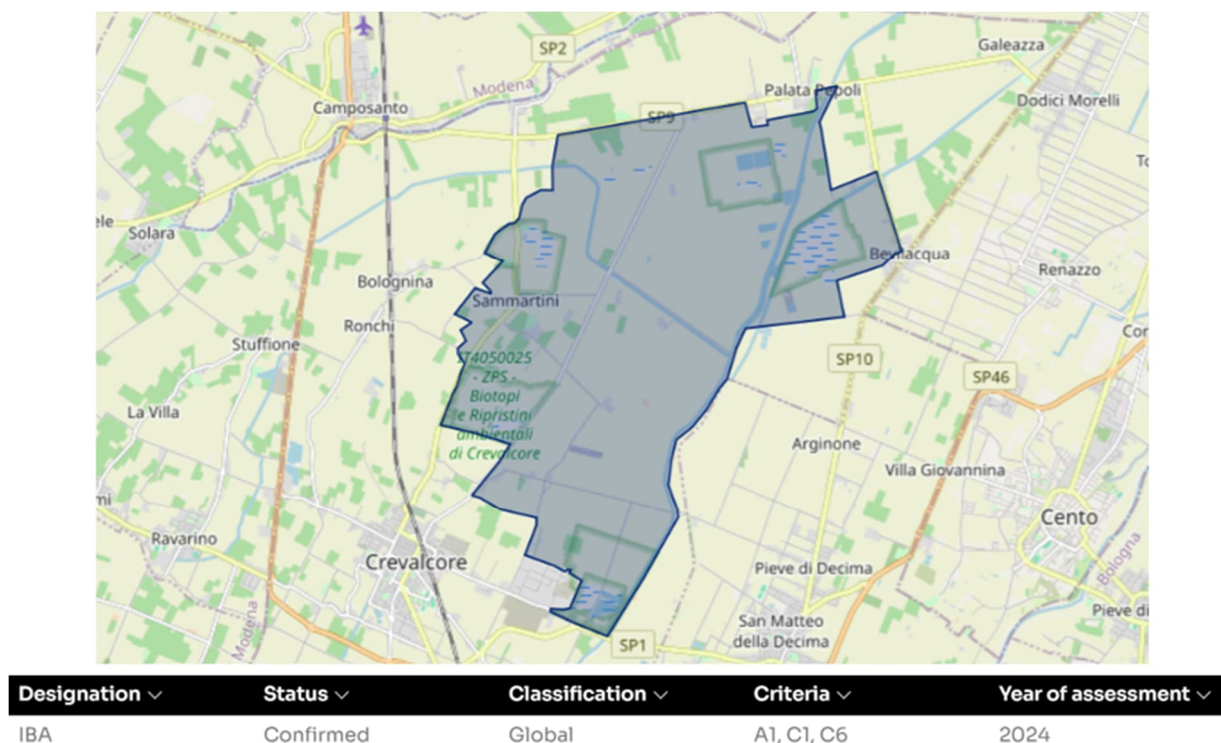 SP2
Galeazza
Modena
Palata Pepoli
Camposanto
Dodici Morelli
SP9
ele
Solara
Bevilacqua
Bolognina
Renazzo
Sammartini
Ronchi
Stuffione
IT4050025
- ZPS -
Biotopi
e Ripristini
ambientali
di Crevalcore
SP10
SP46
La Villa
Arginone
Villa Giovannina
mi
Cento
Ravarino
Crevalcore
Pieve di Decima
Bologna
Modena
San Matteo
della Decima
Pieve di
SP1
Designation Status Classification Criteria Year of assessment
IBA Confirmed Global A1, C1, C6 2024